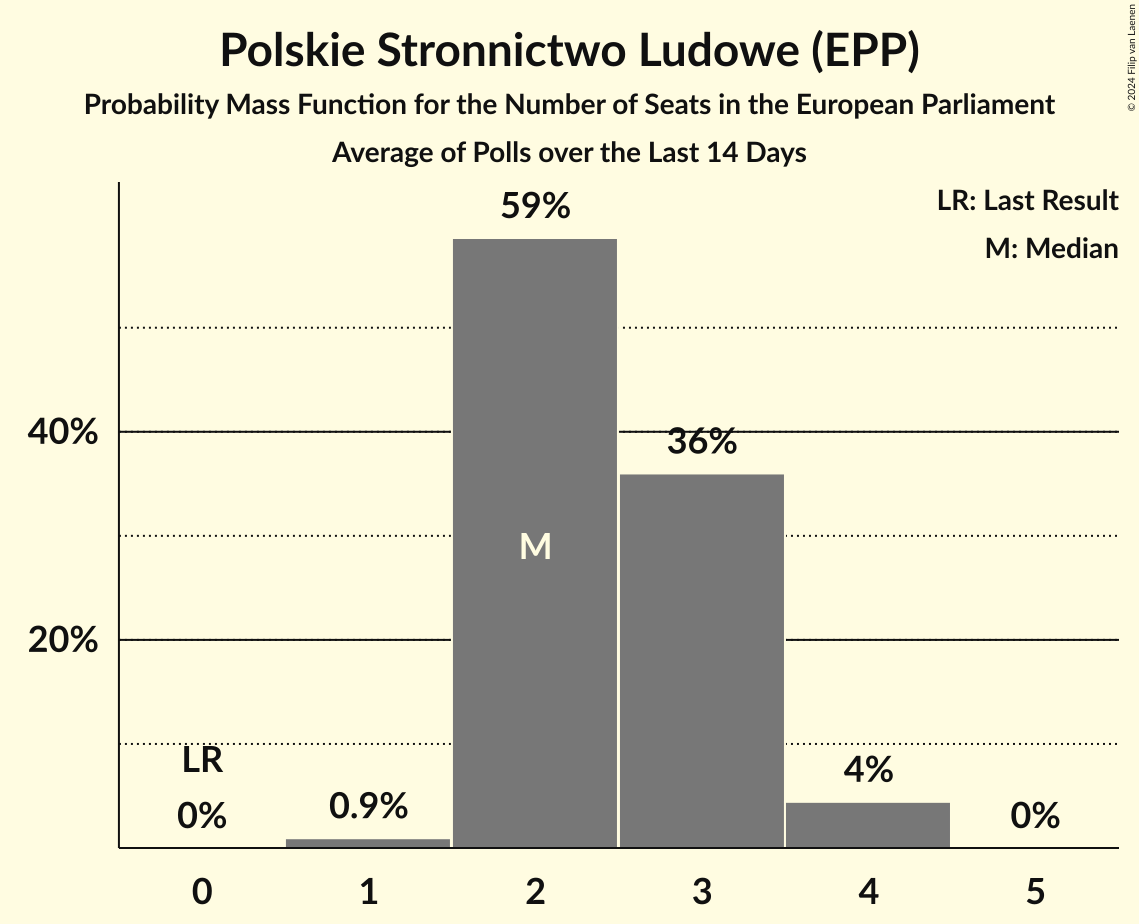 Polskie Stronnictwo Ludowe (EPP)
Probability Mass Function for the Number of Seats in the European Parliament
Average of Polls over the Last 14 Days
© 2024 Filip van Laenen
LR: Last Result
M: Median
59%
40%
36%
M
20%
LR
0%
0.9%
4%
0%
0 1 2 3 4 5